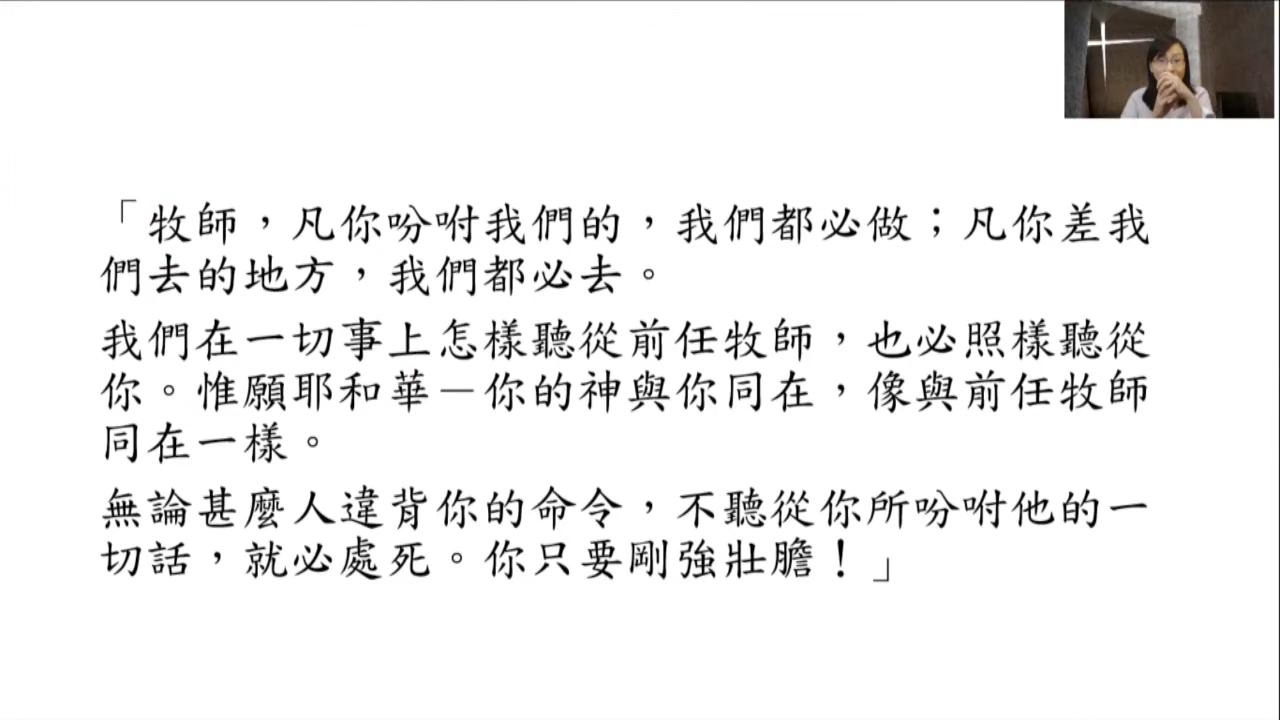 「牧師，凡你吩咐我們的，我們都必做；凡你差我
們去的地方，我們都必去。
我們在一切事上怎樣聽從前任牧師，也必照樣聽從
你。惟願耶和華－你的神與你同在，像與前任牧師
同在一樣。
無論甚麼人違背你的命令，不聽從你所吩咐他的一
切話，就必處死。你只要剛強壯膽！」